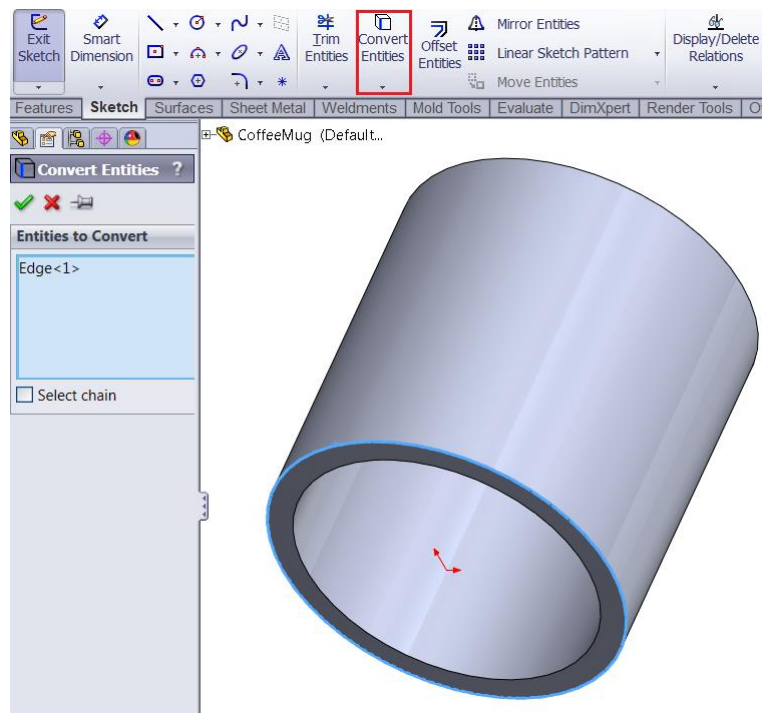 Exit Sketch
Smart Dimension
Trim Entities
Convert Entities
Offset Entities
Mirror Entities
Linear Sketch Pattern
Move Entities
Display/Delete Relations
Features Sketch Surfaces Sheet Metal Weldments Mold Tools Evaluate DimXpert Render Tools O
CoffeeMug (Default...
Convert Entities ?
Entities to Convert
Edge<1>
Select chain